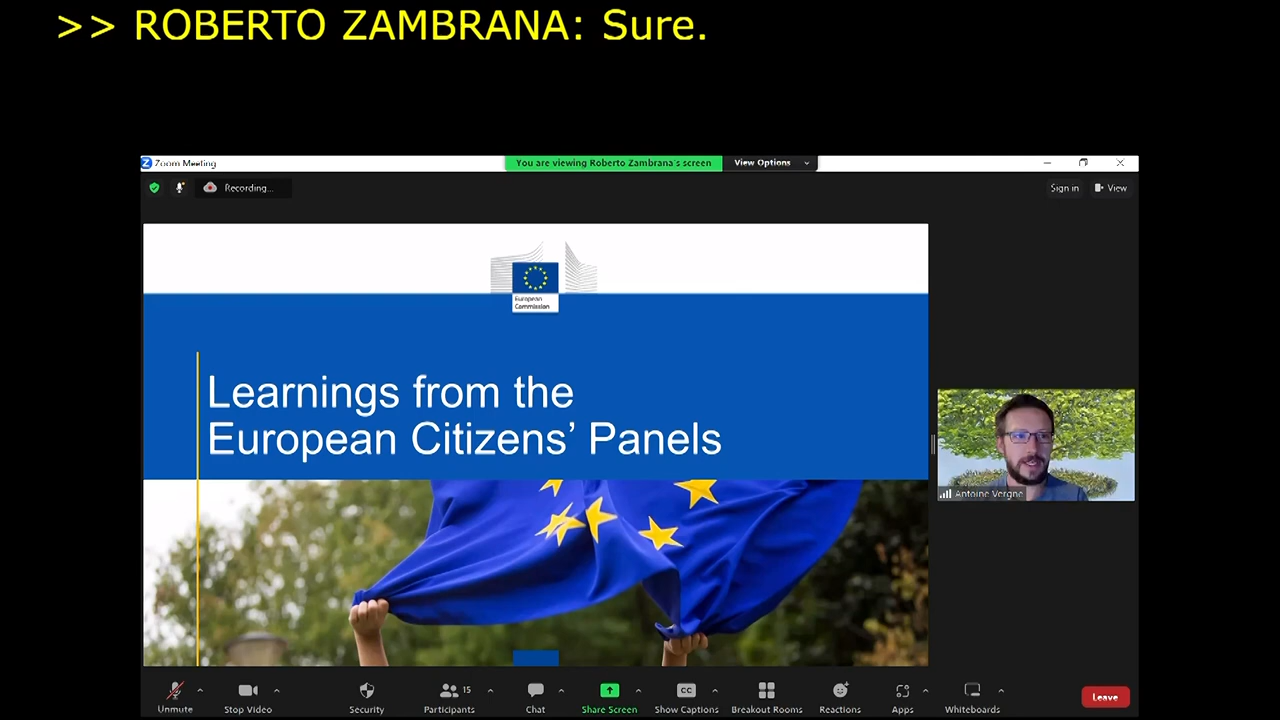 >> ROBERTO ZAMBRANA: Sure.
Zoom Meeting
You are viewing Roberto Zambrana's screen
View Options
Recording...
Sign in
View
European
Commission
Learnings from the
European Citizens' Panels
Antoine Vergne
Unmute
Stop Video
Security
Participants
15
Chat
Share Screen
CC
Show Captions
Breakout Rooms
Reactions
Apps
Whiteboards
Leave